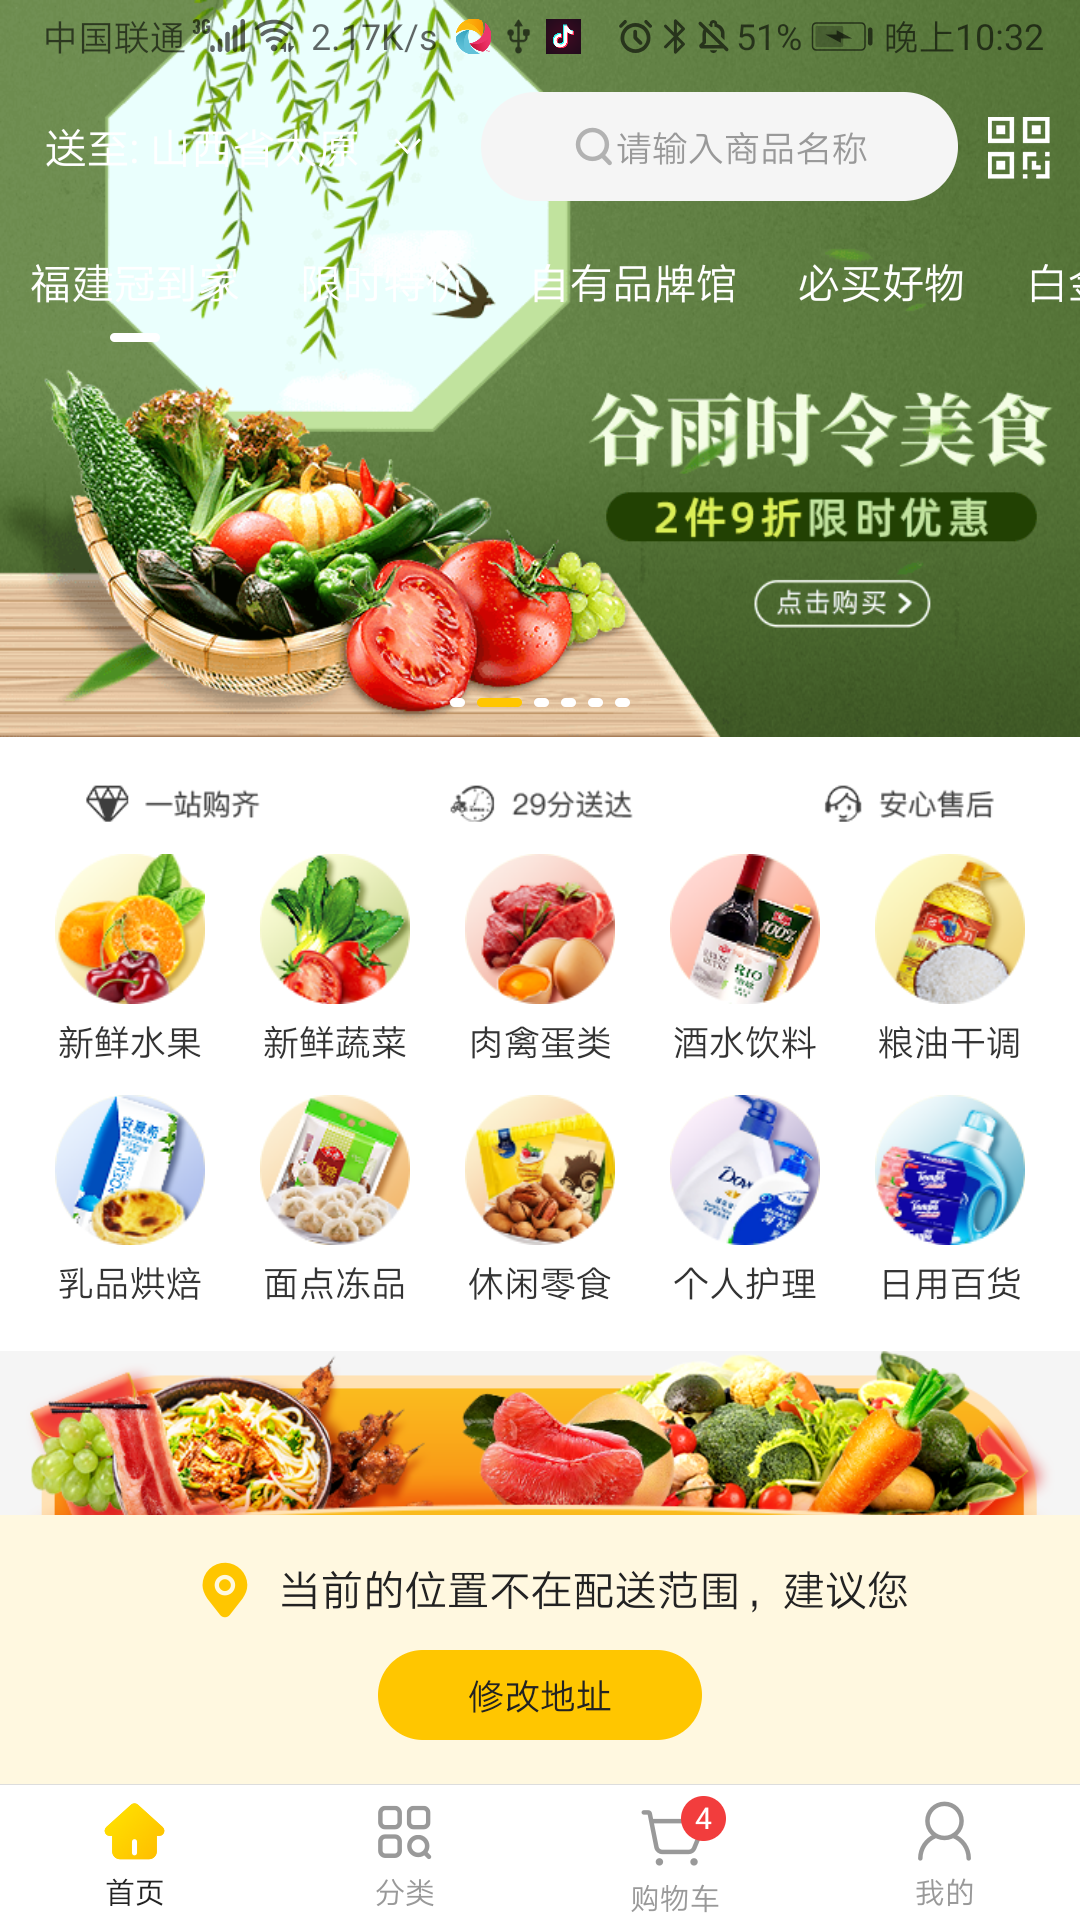 中国联通 3G 2.17K/s 51% 晚上10:32
送至: 山西省太原
请输入商品名称
福建冠到家 限时特价 自有品牌馆 必买好物 白金
谷雨时令美食
2件9折限时优惠
点击购买
一站购齐 29分送达 安心售后
新鲜水果 新鲜蔬菜 肉禽蛋类 酒水饮料 粮油干调
乳品烘焙 面点冻品 休闲零食 个人护理 日用百货
当前的位置不在配送范围，建议您
修改地址
4
首页 分类 购物车 我的